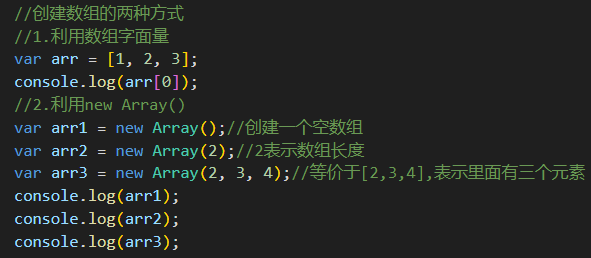 //创建数组的两种方式
//1.利用数组字面量
var arr = [1, 2, 3];
console.log(arr[0]);
//2.利用new Array()
var arr1 = new Array();//创建一个空数组
var arr2 = new Array(2);//2表示数组长度
var arr3 = new Array(2, 3, 4);//等价于[2,3,4],表示里面有三个元素
console.log(arr1);
console.log(arr2);
console.log(arr3);